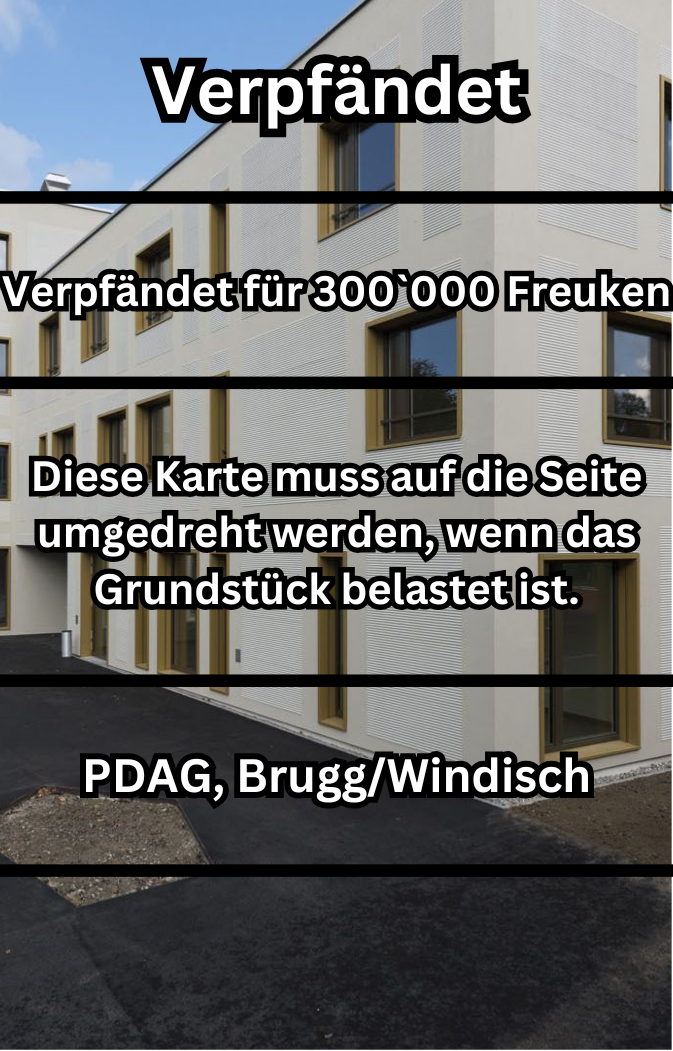 Verpfändet
Verpfändet für 300`000 Freuken
Diese Karte muss auf die Seite
umgedreht werden, wenn das
Grundstück belastet ist.
PDAG, Brugg/Windisch